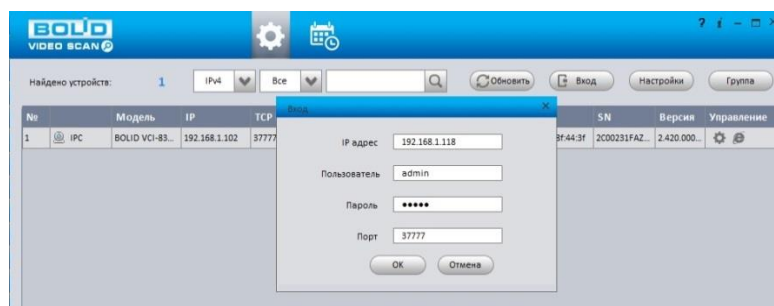 BOLID
VIDEO SCAN
? i
Найдено устройств: 1 IPv4 Все Обновить Вход Настройки Группа
№ Модель IP TCP SN Версия Управление
1 IPC BOLID VCI-83... 192.168.1.102 37777 3f:44:3f 2C00231FAZ... 2.420.000...
Вход
IP адрес 192.168.1.118
Пользователь admin
Пароль •••••
Порт 37777
OK Отмена